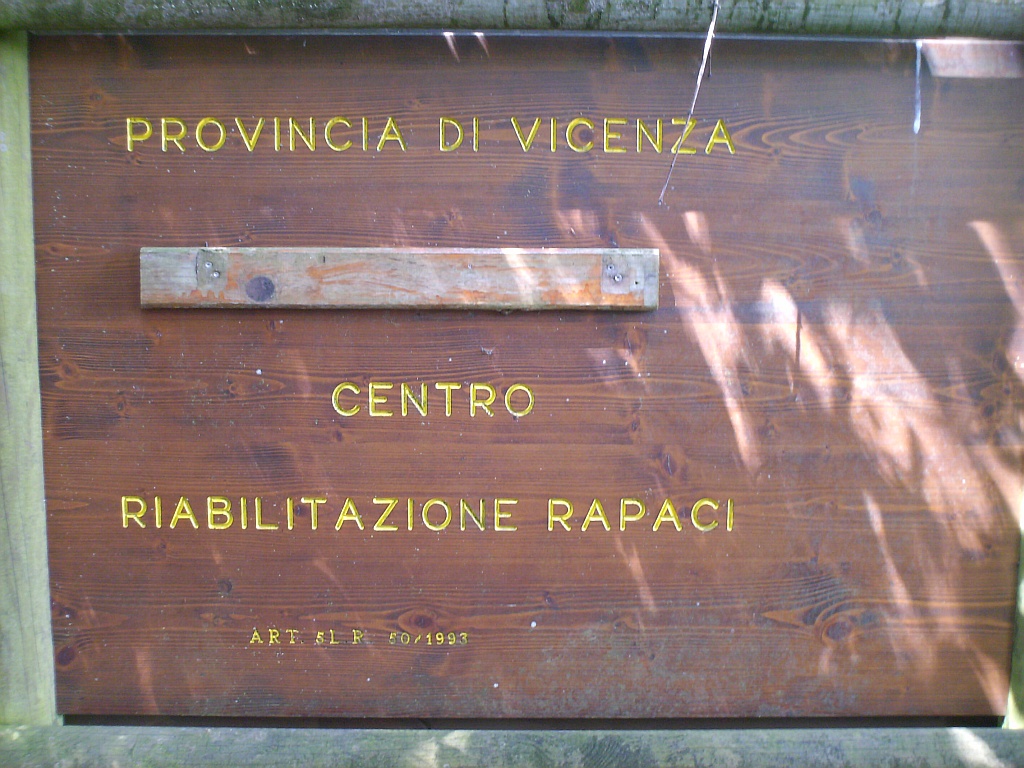 PROVINCIA DI VICENZA
CENTRO
RIABILITAZIONE RAPACI
ART. 5 L.R. 50/1993